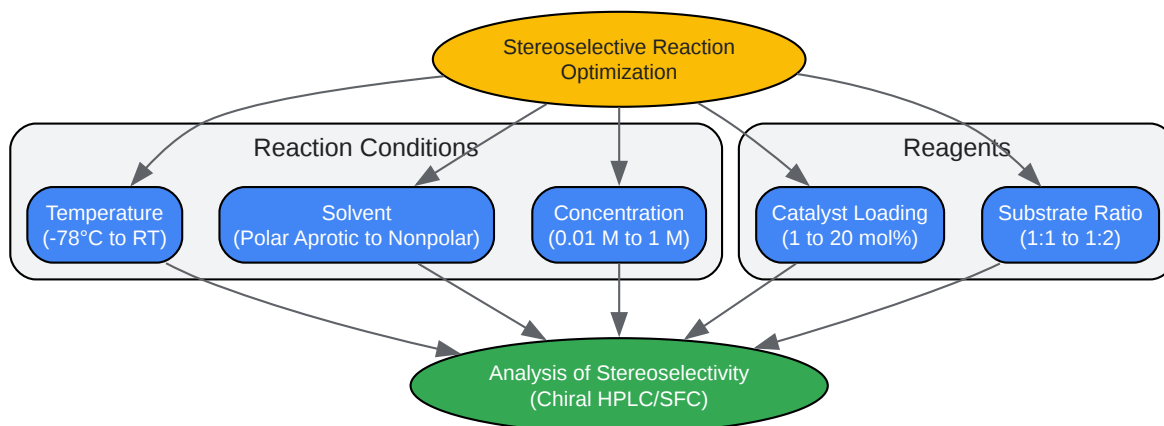 Stereoselective Reaction
Optimization
Reaction Conditions
Reagents
Temperature
(-78°C to RT)
Solvent
(Polar Aprotic to Nonpolar)
Concentration
(0.01 M to 1 M)
Catalyst Loading
(1 to 20 mol%)
Substrate Ratio
(1:1 to 1:2)
Analysis of Stereoselectivity
(Chiral HPLC/SFC)